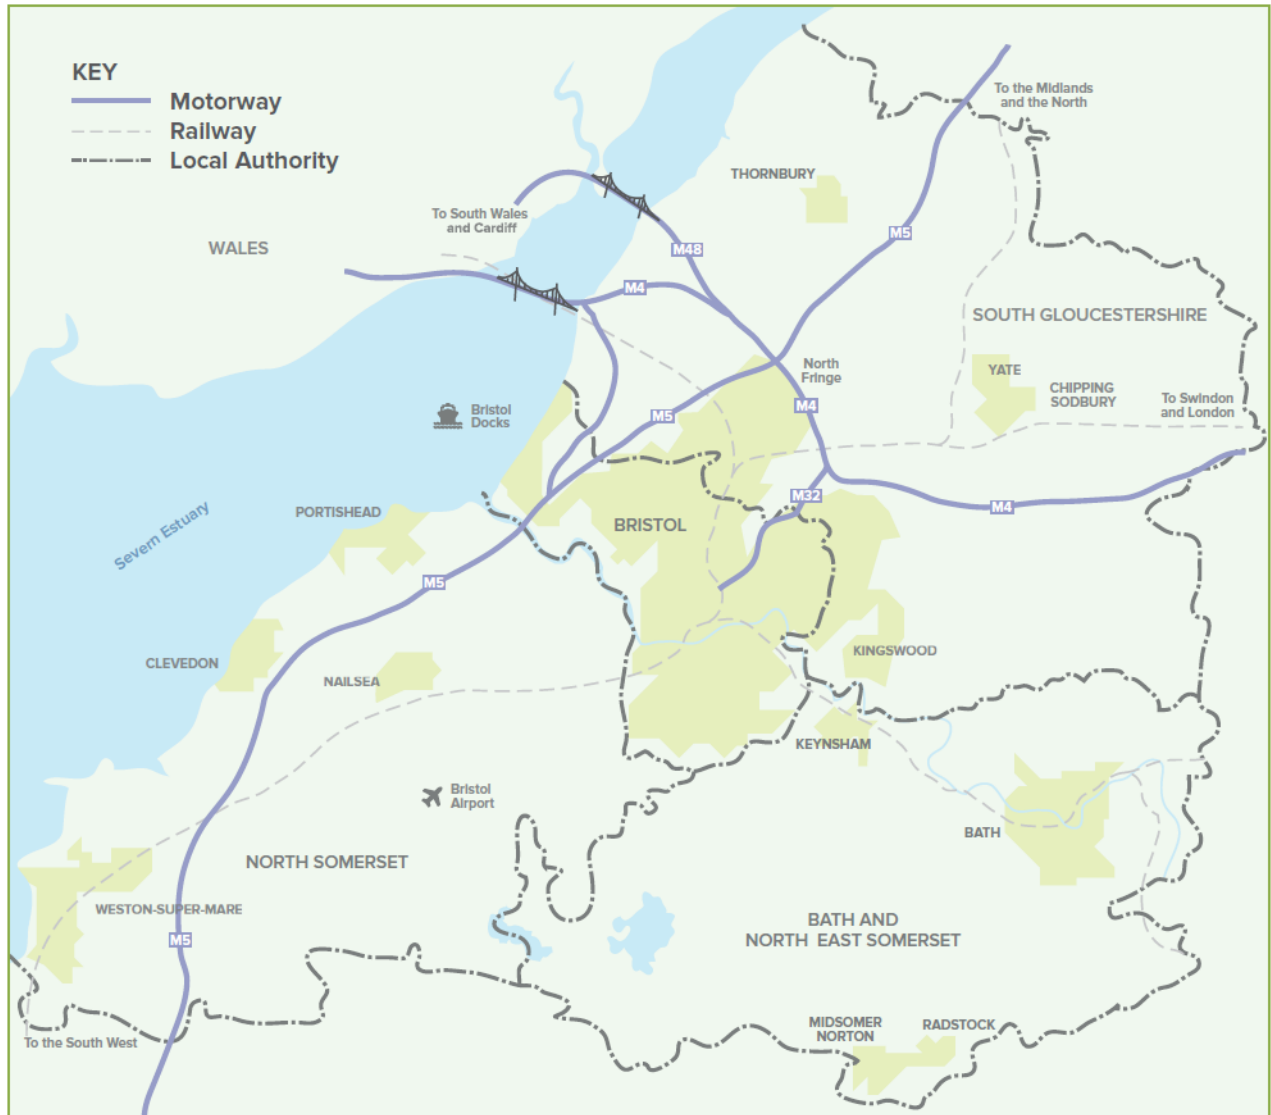 KEY
Motorway
Railway
Local Authority
To the Midlands
and the North
THORNBURY
To South Wales
and Cardiff
WALES
M48
M5
M4
SOUTH GLOUCESTERSHIRE
North
Fringe
YATE
CHIPPING
SODBURY
To Swindon
and London
M4
Bristol
Docks
M5
M32
M4
PORTISHEAD
BRISTOL
Severn Estuary
M5
CLEVEDON
NAILSEA
KINGSWOOD
KEYNSHAM
Bristol
Airport
BATH
NORTH SOMERSET
WESTON-SUPER-MARE
BATH AND
NORTH EAST SOMERSET
M5
MIDSOMER
NORTON
RADSTOCK
To the South West